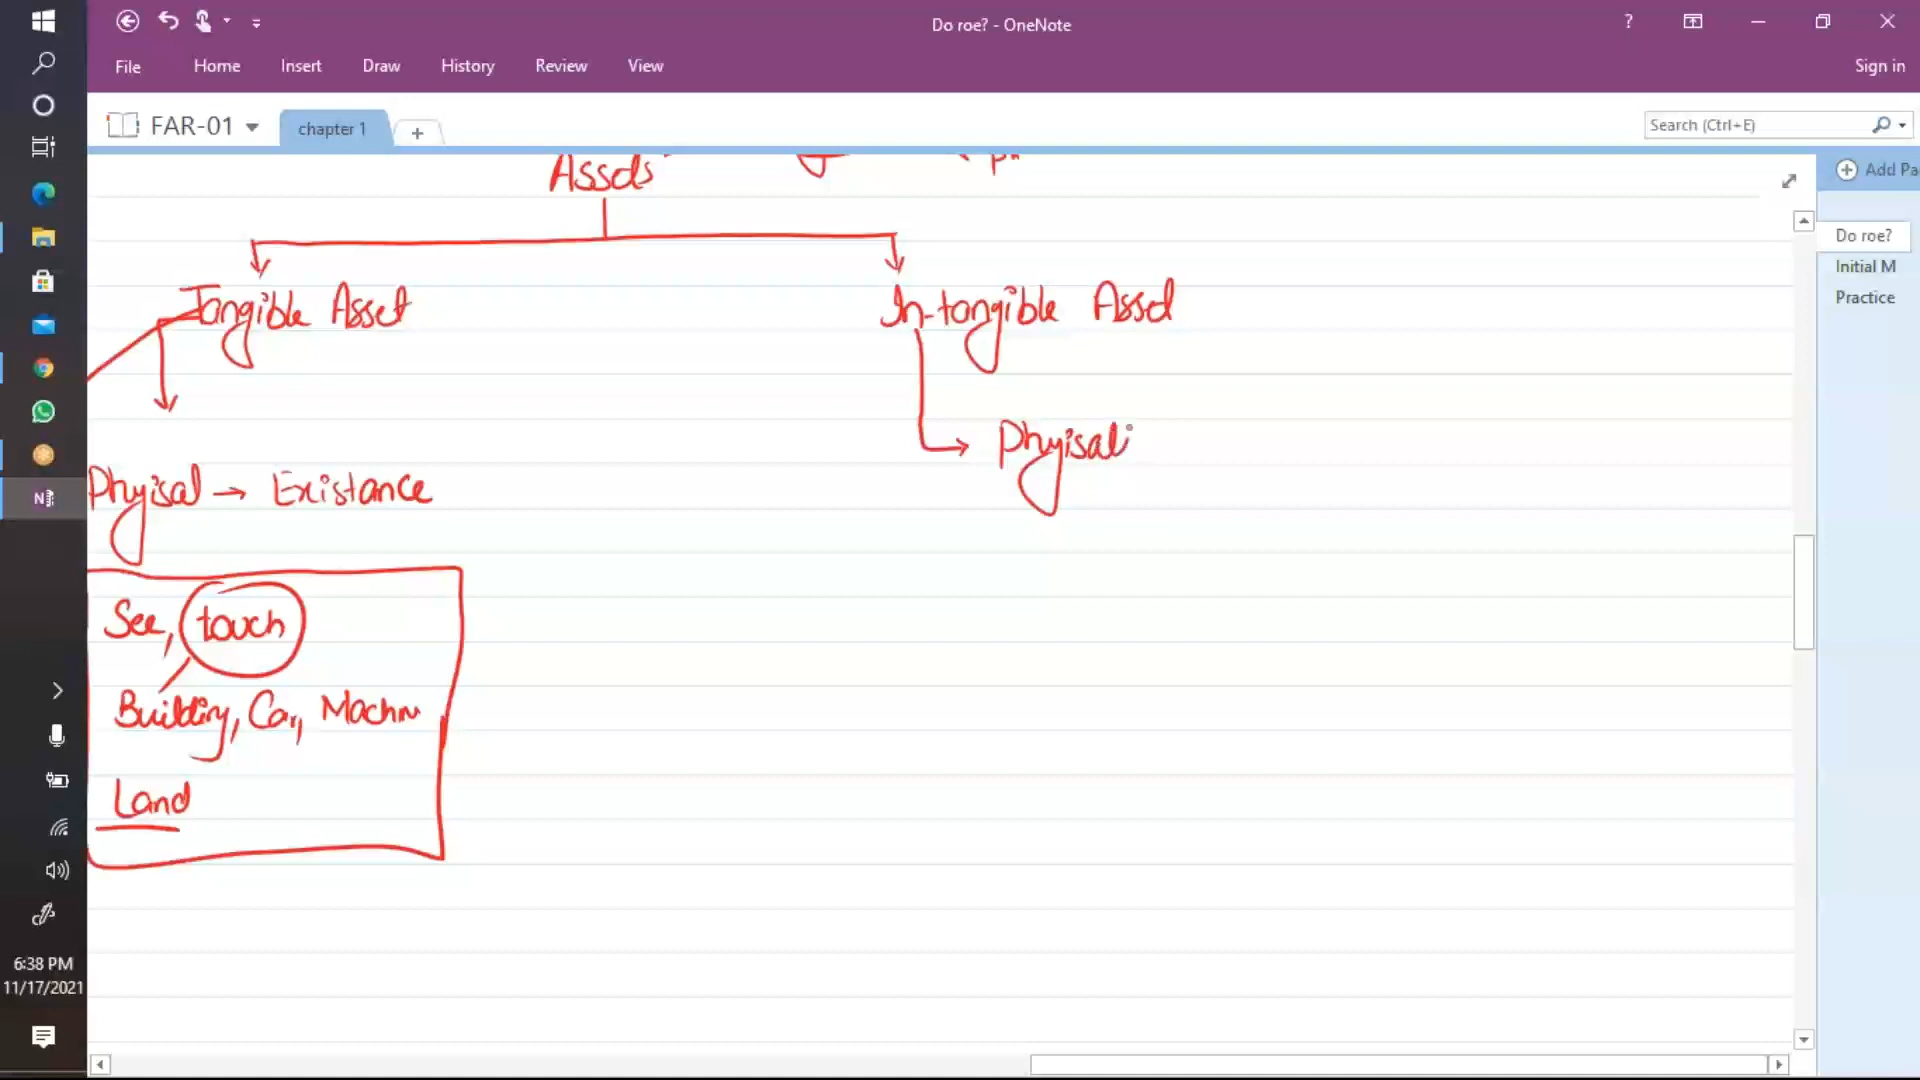 Do roe? - OneNote
?
File Home Insert Draw History Review View
Sign in
FAR-01 chapter 1 +
Search (Ctrl+E)
Add Pa
Do roe?
Initial M
Practice
Assets
Tangible Asset
In-tangible Asset
Phyisal
Phyisal → Existance
See, touch
Building, Car, Machn
Land
N
6:38 PM
11/17/2021